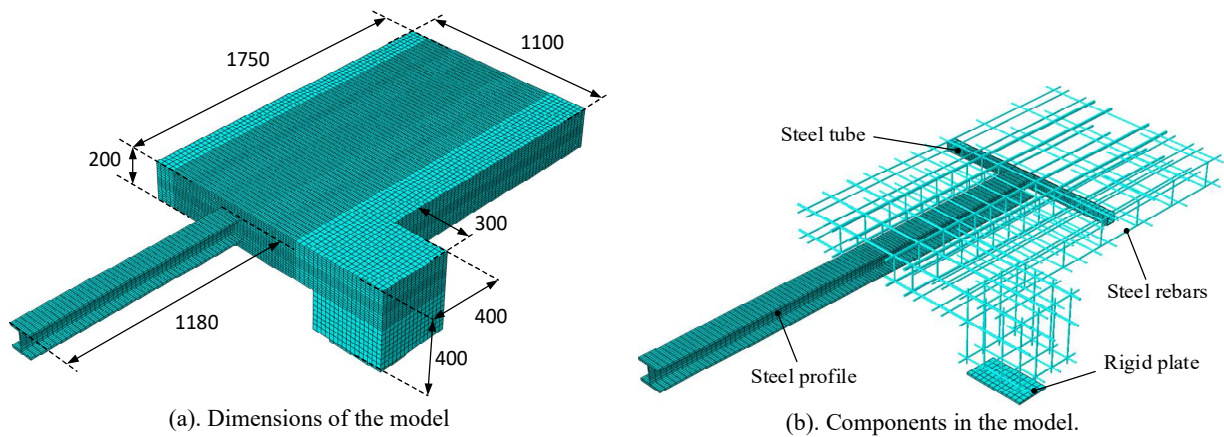 1750
1100
200
300
1180
400
400
(a). Dimensions of the model
Steel tube
Steel rebars
Steel profile
Rigid plate
(b). Components in the model.